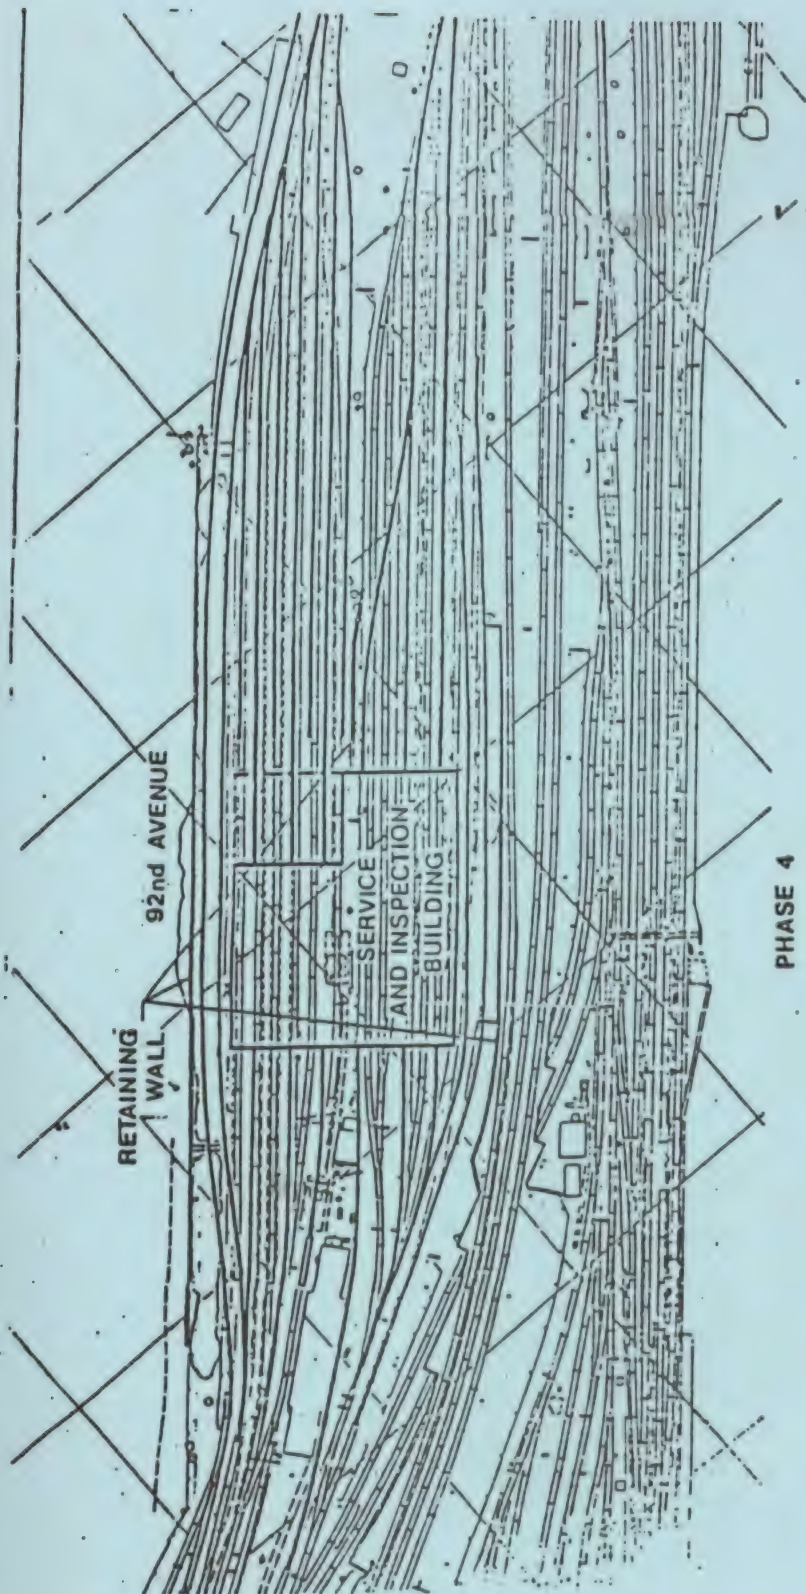 92nd AVENUE
RETAINING
WALL
SERVICE
AND INSPECTION
BUILDING
PHASE 4